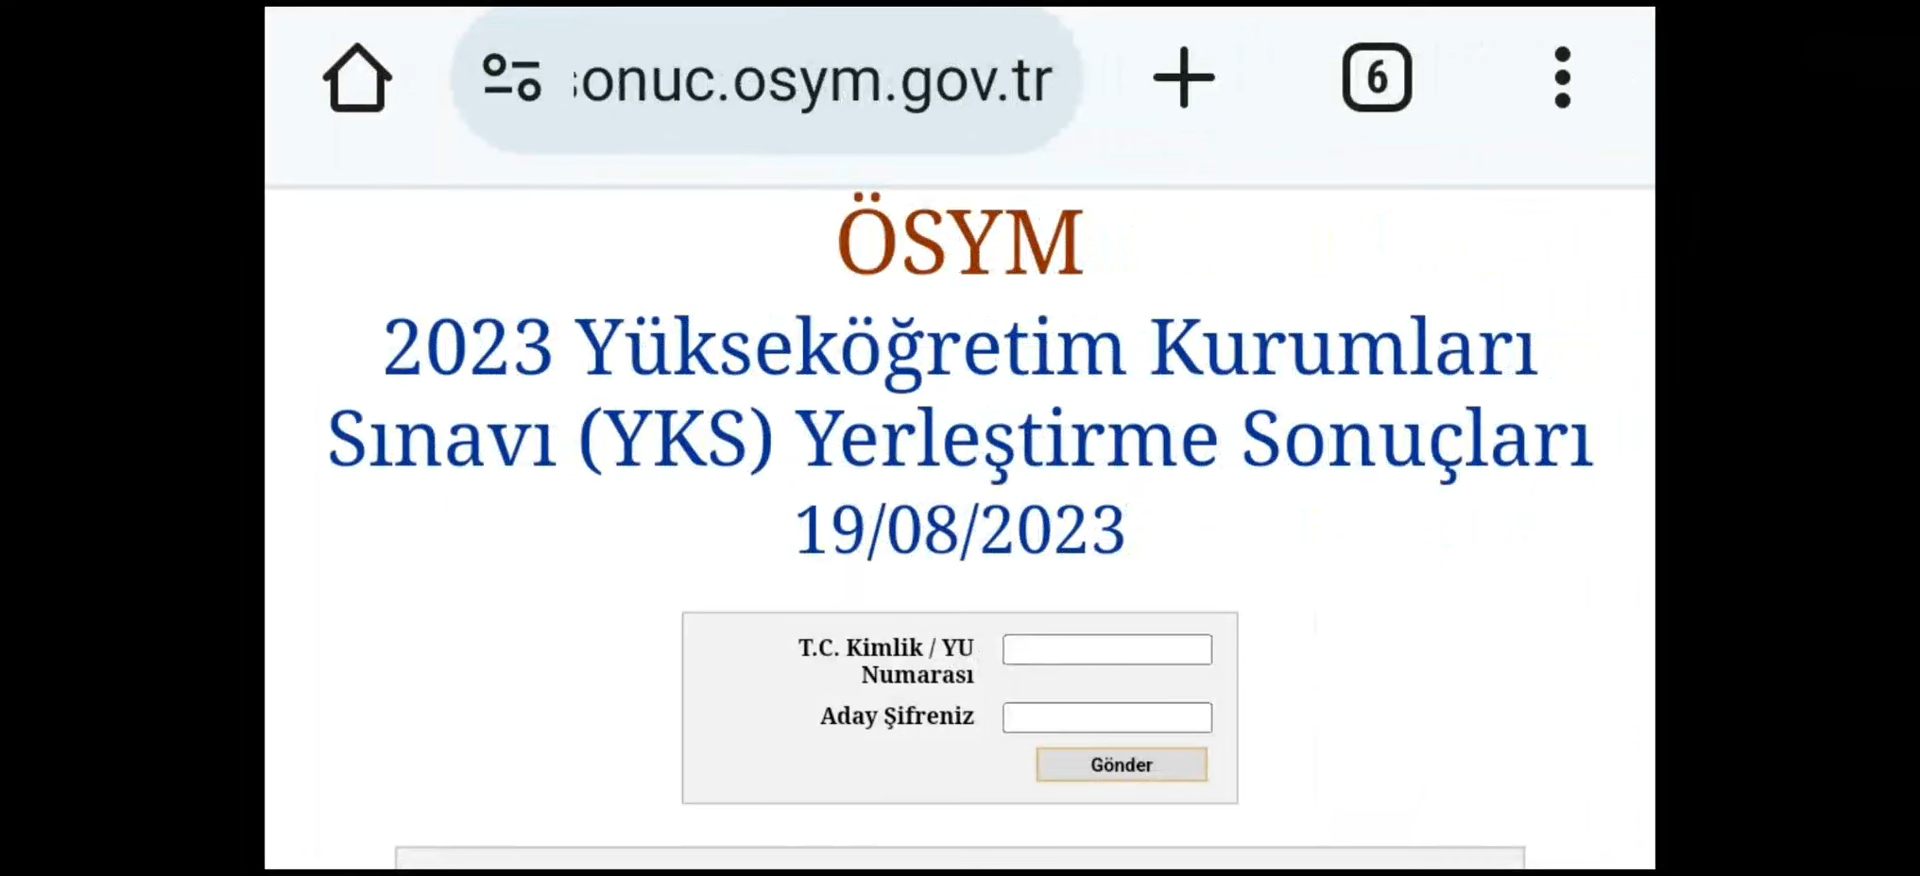 sonuc.osym.gov.tr
6
ÖSYM
2023 Yükseköğretim Kurumları
Sınavı (YKS) Yerleştirme Sonuçları
19/08/2023
T.C. Kimlik / YU
Numarası
Aday Şifreniz
Gönder